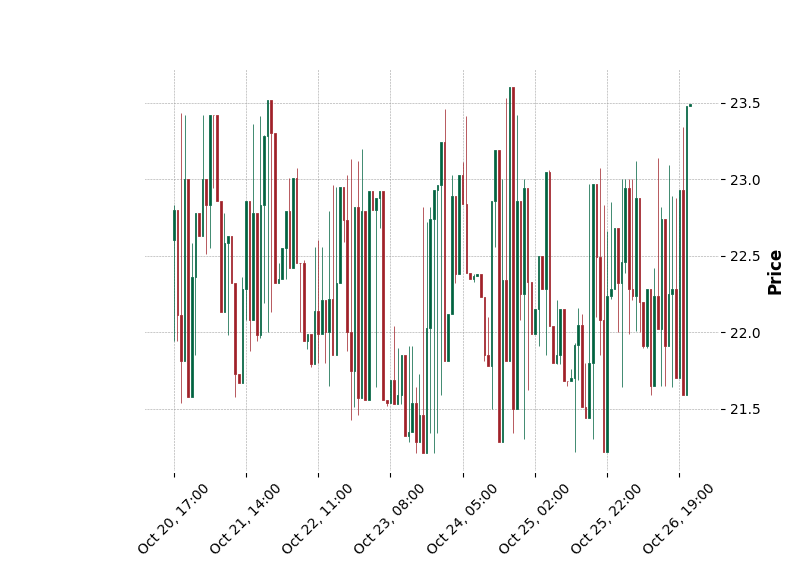 23.5
23.0
22.5
22.0
21.5
Price
Oct 20, 17:00
Oct 21, 14:00
Oct 22, 11:00
Oct 23, 08:00
Oct 24, 05:00
Oct 25, 02:00
Oct 25, 22:00
Oct 26, 19:00